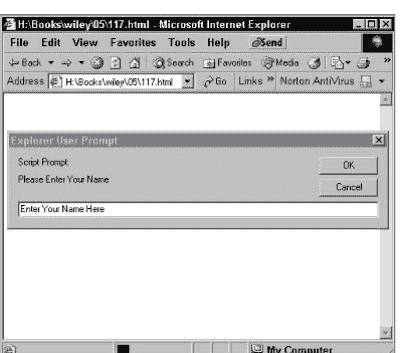 H:\Books\wiley\05\117.html - Microsoft Internet Explorer
File Edit View Favorites Tools Help Send
Back Search Favorites Media
Address H:\Books\wiley\05\117.html Go Links » Norton AntiVirus
Explorer User Prompt
Script Prompt:
OK
Please Enter Your Name
Cancel
Enter Your Name Here
My Computer